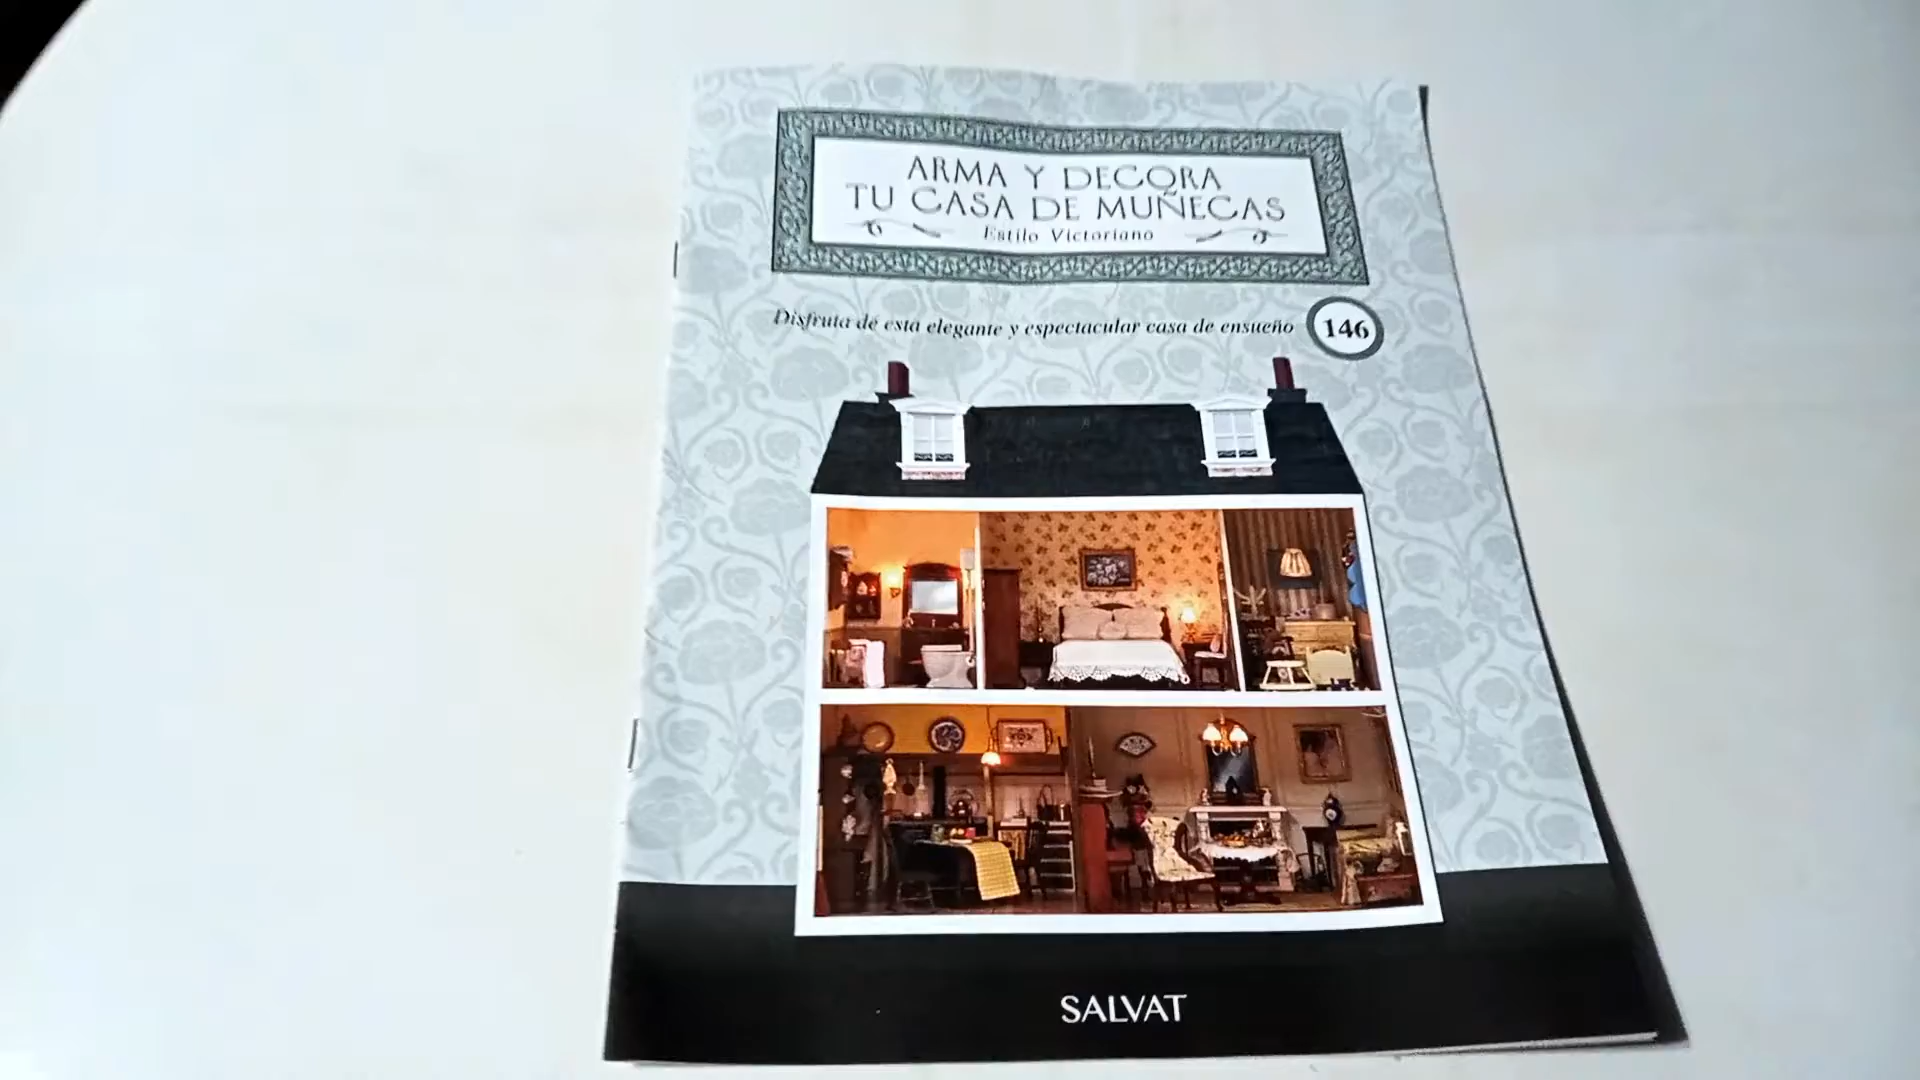 ARMA Y DECORA
TU CASA DE MUÑECAS
Estilo Victoriano
Disfruta de esta elegante y espectacular casa de ensueño
146
SALVAT